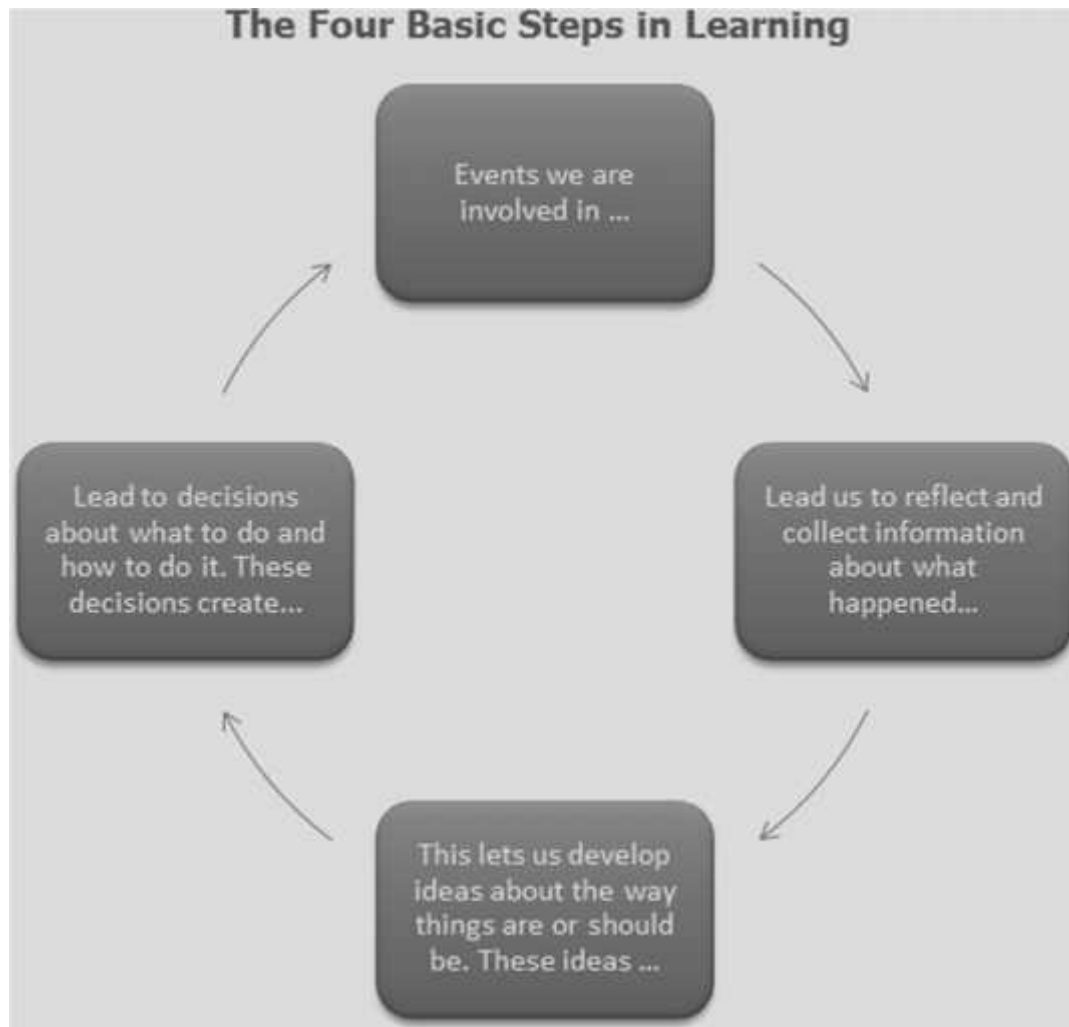 The Four Basic Steps in Learning
Events we are
involved in ...
Lead us to reflect and
collect information
about what
happened...
This lets us develop
ideas about the way
things are or should
be. These ideas ...
Lead to decisions
about what to do and
how to do it. These
decisions create...